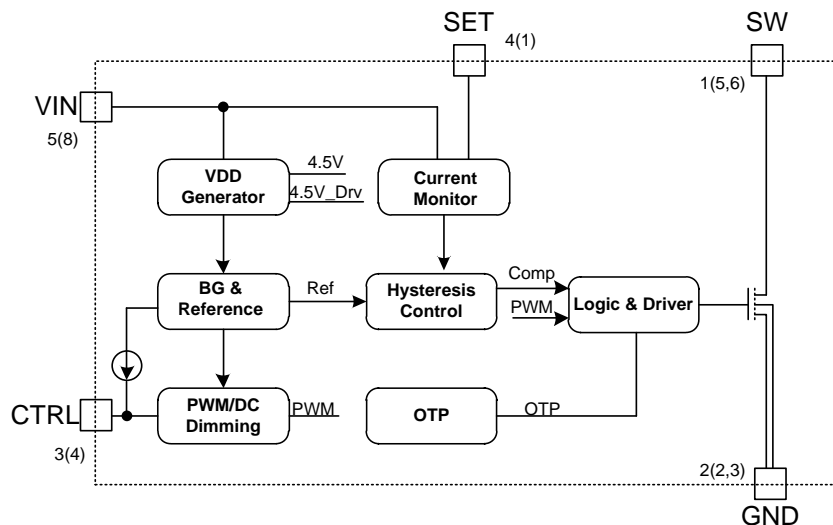 SET
4(1)
SW
1(5,6)
VIN
5(8)
VDD
Generator
4.5V
4.5V_Drv
Current
Monitor
BG &
Reference
Ref
Hysteresis
Control
Comp
PWM
Logic & Driver
CTRL
3(4)
PWM/DC
Dimming
PWM
OTP
OTP
2(2,3)
GND